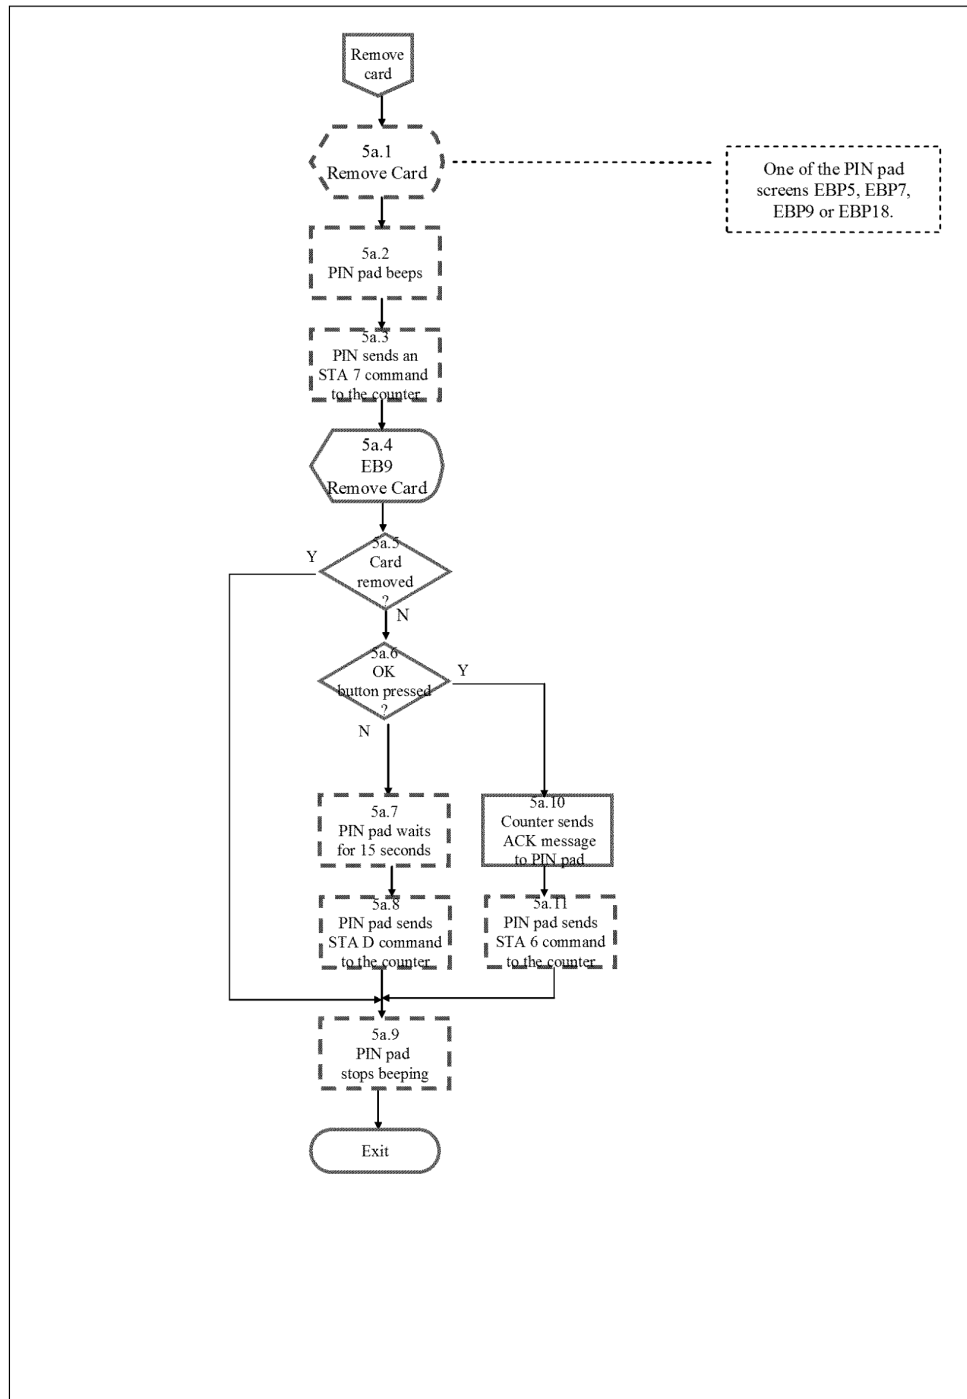 Remove
card
5a.1
Remove Card
One of the PIN pad
screens EBP5, EBP7,
EBP9 or EBP18.
5a.2
PIN pad beeps
5a.3
PIN sends an
STA 7 command
to the counter
5a.4
EB9
Remove Card
5a.5
Card
removed
?
Y
N
5a.6
OK
button pressed
?
Y
N
5a.7
PIN pad waits
for 15 seconds
5a.10
Counter sends
ACK message
to PIN pad
5a.8
PIN pad sends
STA D command
to the counter
5a.11
PIN pad sends
STA 6 command
to the counter
5a.9
PIN pad
stops beeping
Exit